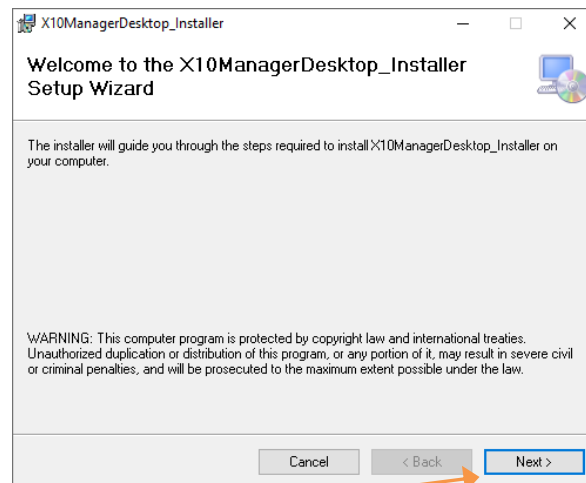 X10ManagerDesktop_Installer
Welcome to the X10ManagerDesktop_Installer
Setup Wizard
The installer will guide you through the steps required to install X10ManagerDesktop_Installer on
your computer.
WARNING: This computer program is protected by copyright law and international treaties.
Unauthorized duplication or distribution of this program, or any portion of it, may result in severe civil
or criminal penalties, and will be prosecuted to the maximum extent possible under the law.
Cancel < Back Next >